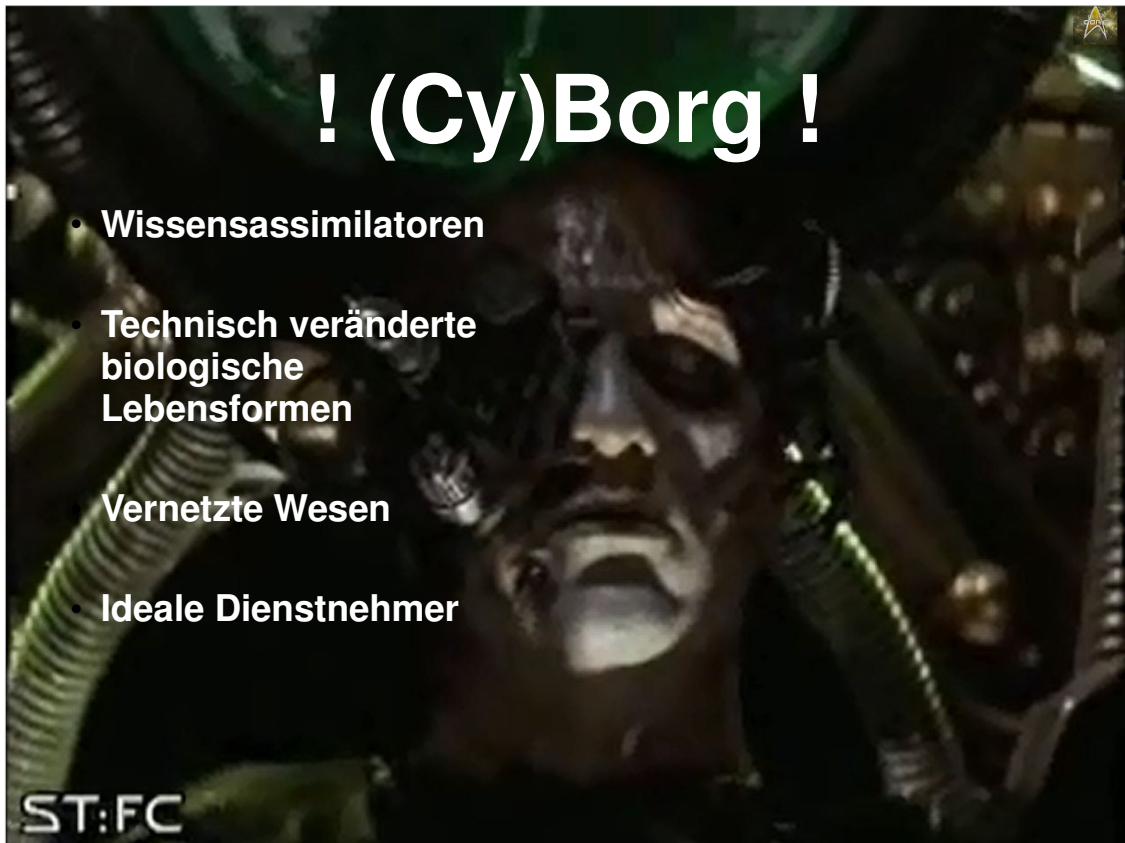 ! (Cy)Borg !
• Wissensassimilatoren
• Technisch veränderte
biologische
Lebensformen
• Vernetzte Wesen
• Ideale Dienstnehmer
ST:FC